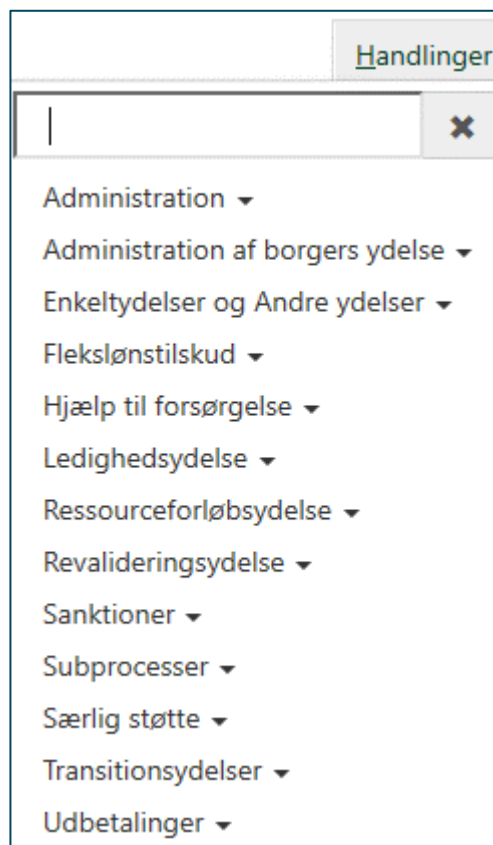 Handlinger
Administration
Administration af borgers ydelse
Enkeltydelser og Andre ydelser
Flekslønstilskud
Hjælp til forsørgelse
Ledighedsydelse
Ressourceforløbsydelse
Revalideringsydelse
Sanktioner
Subprocesser
Særlig støtte
Transitionsydelser
Udbetalinger